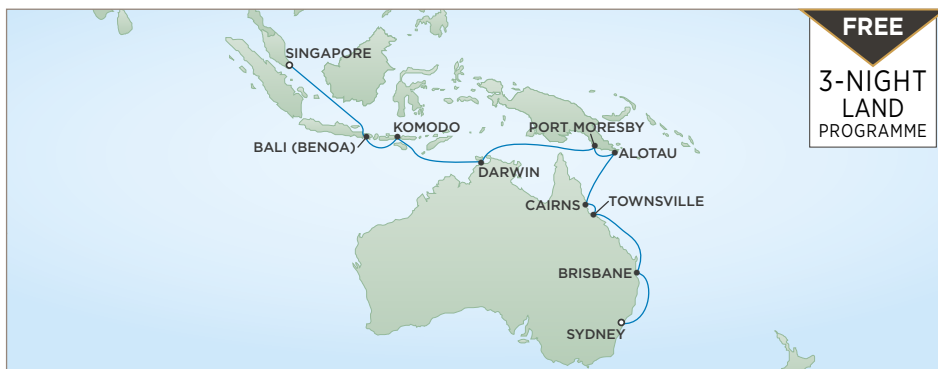 FREE
3-NIGHT
LAND
PROGRAMME
SINGAPORE
KOMODO
PORT MORESBY
BALI (BENOA)
ALOTAU
DARWIN
CAIRNS
TOWNSVILLE
BRISBANE
SYDNEY